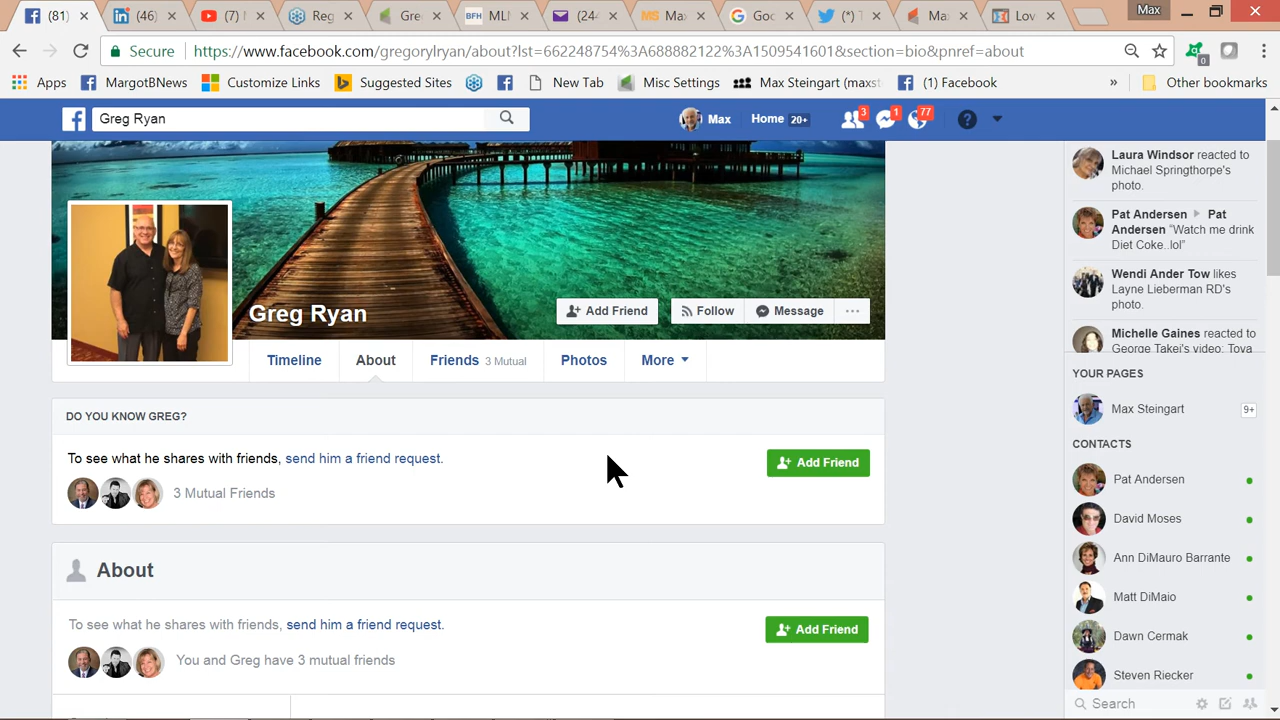 (81)
(46)
(7)
Reg
Gre
BFH
MLI
(244
MS
Max
Goo
(*) T
Max
Lov
Max
Secure
https://www.facebook.com/gregorylryan/about?lst=662248754%3A688882122%3A1509541601&section=bio&pnref=about
0
Apps
MargotBNews
Customize Links
Suggested Sites
New Tab
Misc Settings
Max Steingart (maxst
(1) Facebook
»
Other bookmarks
Greg Ryan
Max
Home 20+
3
1
77
Greg Ryan
Add Friend
Follow
Message
...
Timeline
About
Friends 3 Mutual
Photos
More
DO YOU KNOW GREG?
To see what he shares with friends, send him a friend request.
Add Friend
3 Mutual Friends
About
To see what he shares with friends, send him a friend request.
Add Friend
You and Greg have 3 mutual friends
Laura Windsor reacted to
Michael Springthorpe's
photo.
Pat Andersen ▸ Pat
Andersen “Watch me drink
Diet Coke..lol”
Wendi Ander Tow likes
Layne Lieberman RD's
photo.
Michelle Gaines reacted to
George Takei's video: Toya
YOUR PAGES
Max Steingart
9+
CONTACTS
Pat Andersen
David Moses
Ann DiMauro Barrante
Matt DiMaio
Dawn Cermak
Steven Riecker
Search